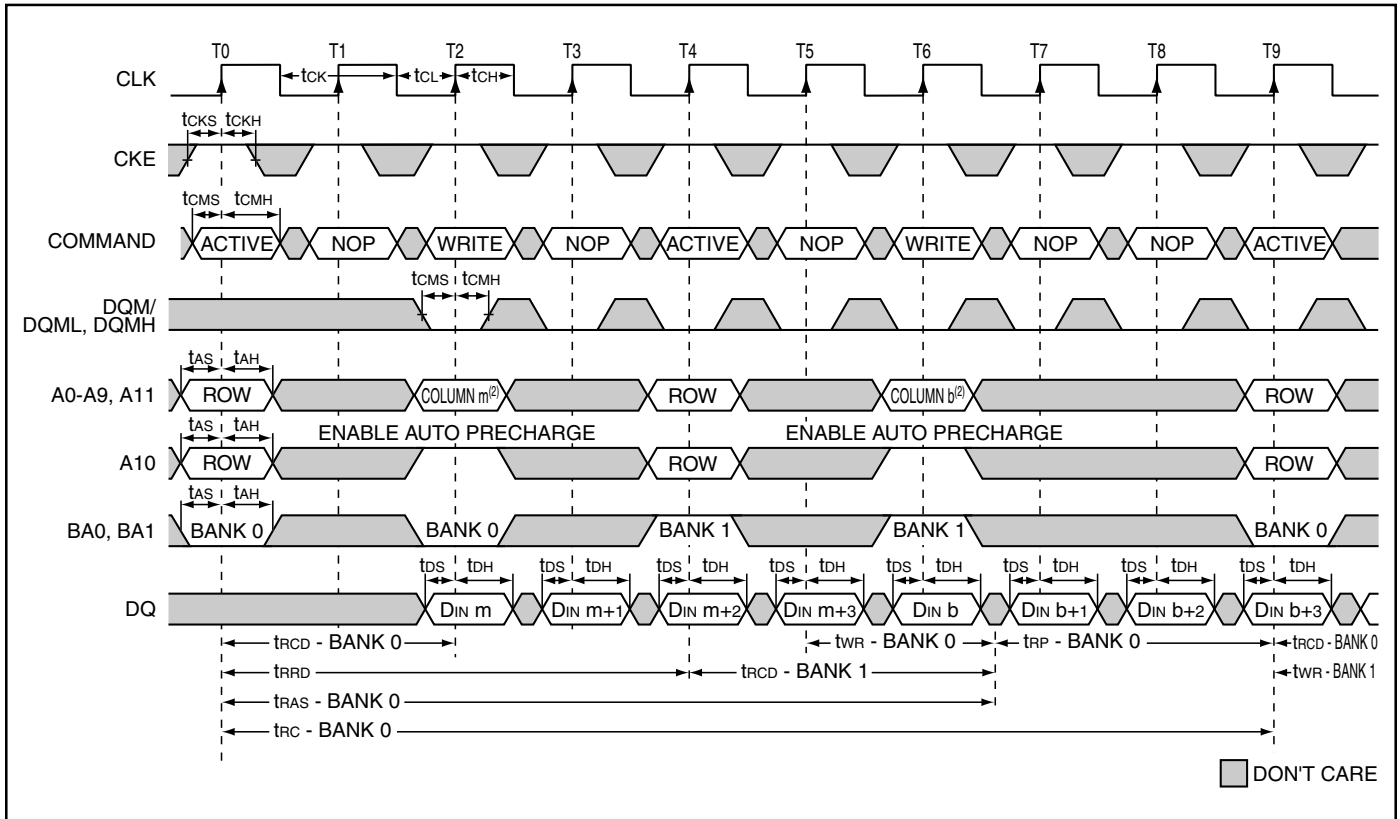 T0 T1 T2 T3 T4 T5 T6 T7 T8 T9
CLK tCK tCL tCH
tCKS tCKH
CKE
tCMS tCMH
COMMAND ACTIVE NOP WRITE NOP ACTIVE NOP WRITE NOP NOP ACTIVE
tCMS tCMH
DQM/
DQML, DQMH
tAS tAH
A0-A9, A11 ROW COLUMN m(2) ROW COLUMN b(2) ROW
tAS tAH ENABLE AUTO PRECHARGE ENABLE AUTO PRECHARGE
A10 ROW ROW ROW
tAS tAH
BA0, BA1 BANK 0 BANK 0 BANK 1 BANK 1 BANK 0
tDS tDH tDS tDH tDS tDH tDS tDH tDS tDH tDS tDH tDS tDH tDS tDH
DQ DIN m DIN m+1 DIN m+2 DIN m+3 DIN b DIN b+1 DIN b+2 DIN b+3
tRCD - BANK 0 tWR - BANK 0 tRP - BANK 0 tRCD - BANK 0
tRRD tRCD - BANK 1 tWR - BANK 1
tRAS - BANK 0
tRC - BANK 0
DON'T CARE